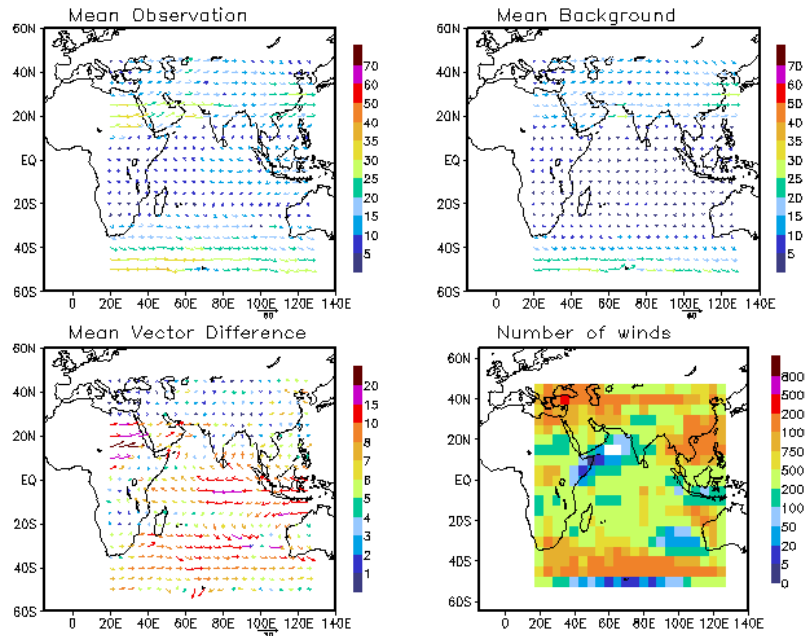 Mean Observation
60N
40N
20N
EQ
20S
40S
60S
0
20E
40E
60E
80E
100E
120E
140E
70
60
50
40
35
30
25
20
15
10
5
Mean Background
60N
40N
20N
EQ
20S
40S
60S
0
20E
40E
60E
80E
100E
120E
140E
70
60
50
40
35
30
25
20
15
10
5
Mean Vector Difference
60N
40N
20N
EQ
20S
40S
60S
0
20E
40E
60E
80E
100E
120E
140E
20
15
10
8
7
6
5
4
3
2
1
Number of winds
60N
40N
20N
EQ
20S
40S
60S
0
20E
40E
60E
80E
100E
120E
140E
800
500
200
100
750
500
200
100
50
20
5
0